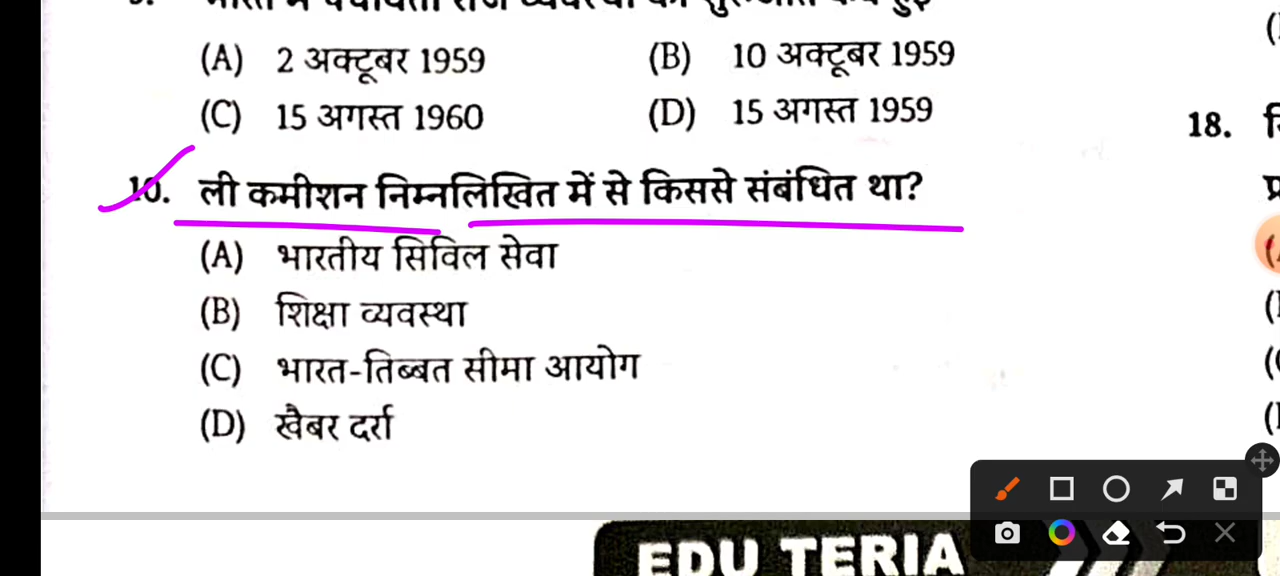 (A) 2 अक्टूबर 1959 (B) 10 अक्टूबर 1959
(C) 15 अगस्त 1960 (D) 15 अगस्त 1959
10. ली कमीशन निम्नलिखित में से किससे संबंधित था?
(A) भारतीय सिविल सेवा
(B) शिक्षा व्यवस्था
(C) भारत-तिब्बत सीमा आयोग
(D) खैबर दर्रा
18.
EDU TERIA